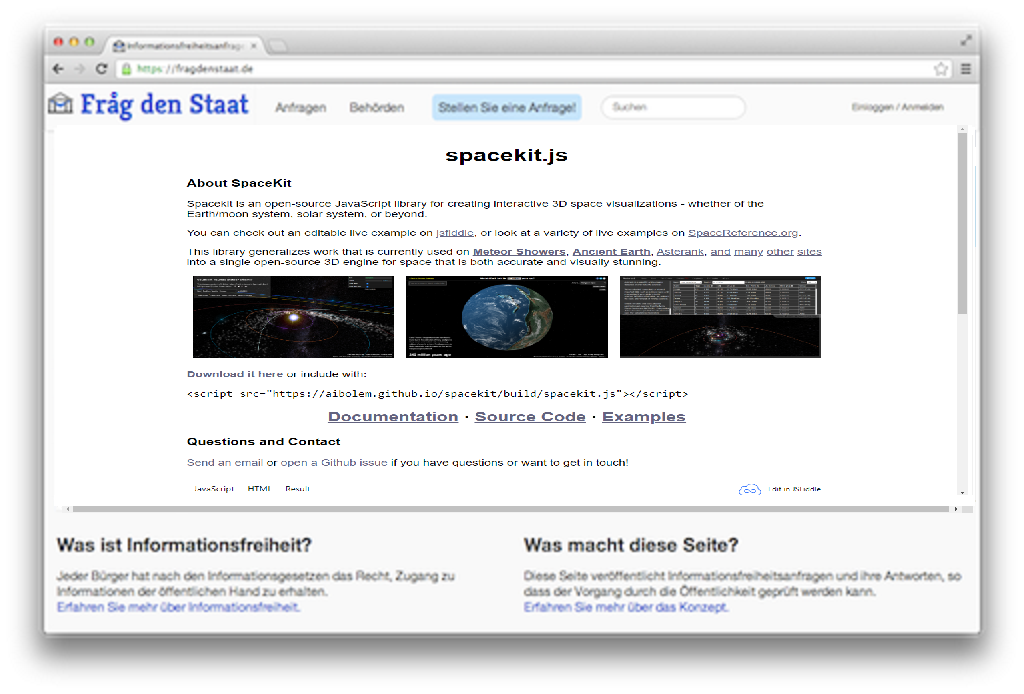 Informationsfreiheitsanfrage
https://fragdenstaat.de
Fråg den Staat
Anfragen
Behörden
Stellen Sie eine Anfrage!
Suchen
Einloggen / Anmelden
spacekit.js
About SpaceKit
Spacekit is an open-source JavaScript library for creating interactive 3D space visualizations - whether of the
Earth/moon system, solar system, or beyond.
You can check out an editable live example on jsfiddle, or look at a variety of live examples on SpaceReference.org.
This library generalizes work that is currently used on Meteor Showers, Ancient Earth, Asterank, and many other sites
into a single open-source 3D engine for space that is both accurate and visually stunning.
Download it here or include with:
<script src="https://aibolem.github.io/spacekit/build/spacekit.js"></script>
Documentation · Source Code · Examples
Questions and Contact
Send an email or open a Github issue if you have questions or want to get in touch!
JavaScript HTML Result
Edit in JSFiddle
Was ist Informationsfreiheit?
Jeder Bürger hat nach den Informationsgesetzen das Recht, Zugang zu
Informationen der öffentlichen Hand zu erhalten.
Erfahren Sie mehr über Informationsfreiheit.
Was macht diese Seite?
Diese Seite veröffentlicht Informationsfreiheitsanfragen und ihre Antworten, so
dass der Vorgang durch die Öffentlichkeit geprüft werden kann.
Erfahren Sie mehr über das Konzept.